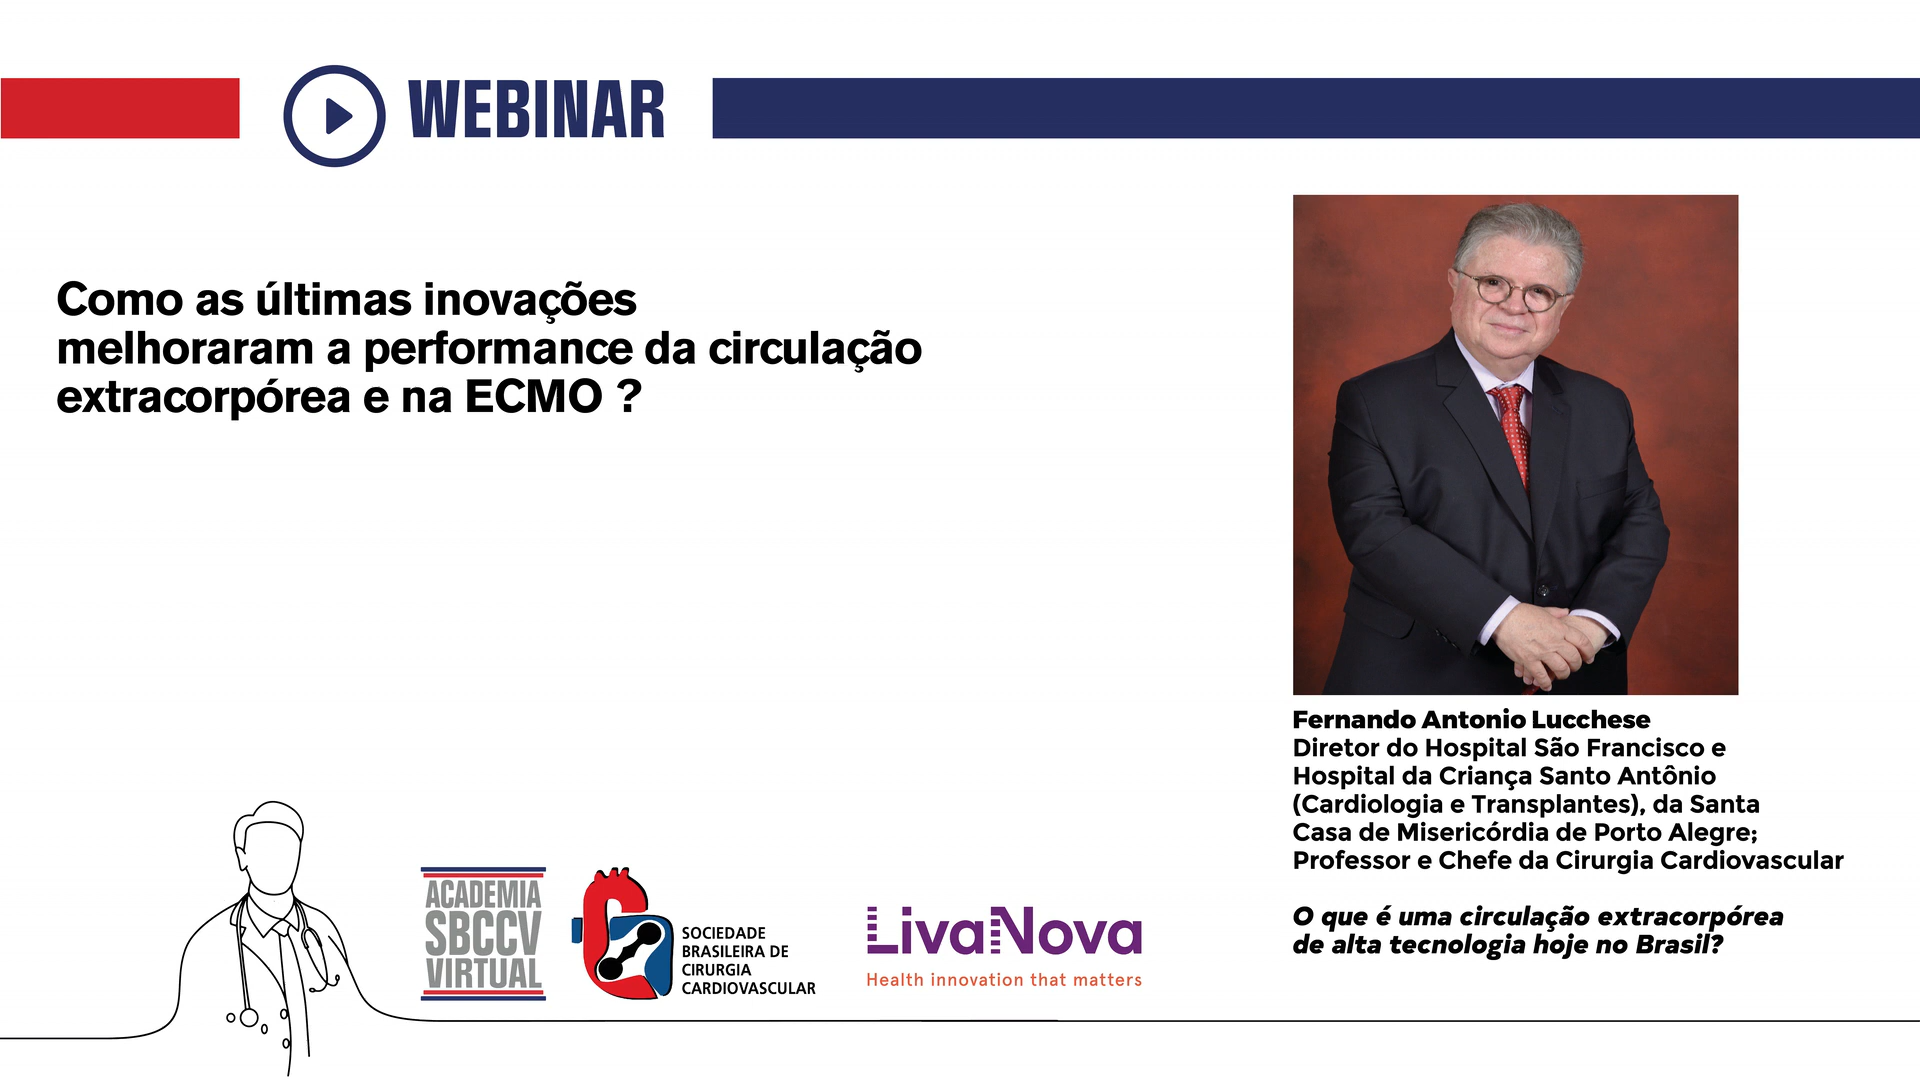 WEBINAR
Como as últimas inovações
melhoraram a performance da circulação
extracorpórea e na ECMO ?
Fernando Antonio Lucchese
Diretor do Hospital São Francisco e
Hospital da Criança Santo Antônio
(Cardiologia e Transplantes), da Santa
Casa de Misericórdia de Porto Alegre;
Professor e Chefe da Cirurgia Cardiovascular
O que é uma circulação extracorpórea
de alta tecnologia hoje no Brasil?
ACADEMIA
SBCCV
VIRTUAL
SOCIEDADE
BRASILEIRA DE
CIRURGIA
CARDIOVASCULAR
LivaNova
Health innovation that matters